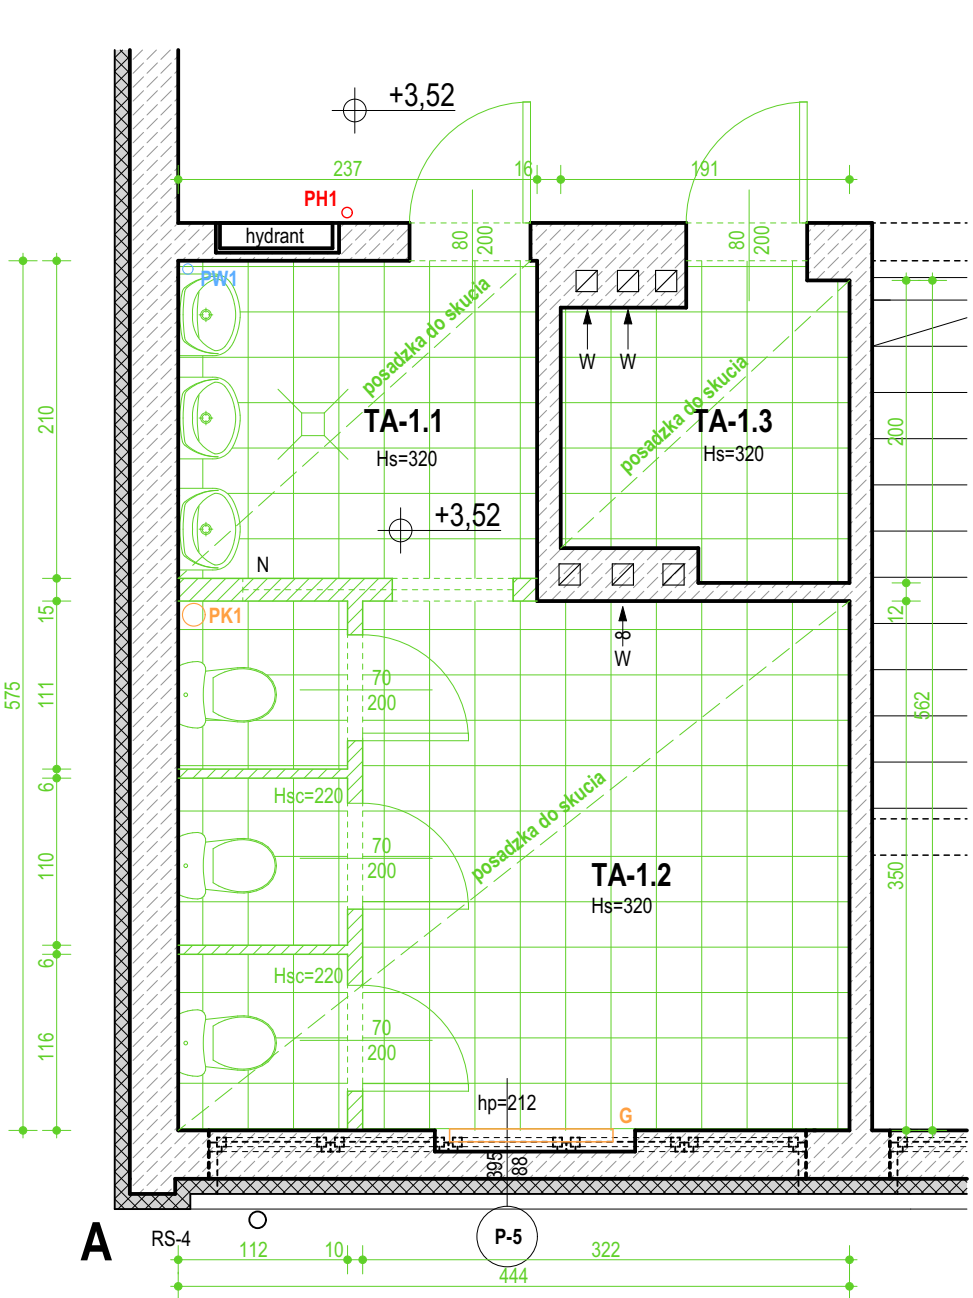 +3,52
237
16
191
PH1
hydrant
80
200
80
200
PW1
posadzka do skucia
W
W
posadzka do skucia
210
TA-1.1
Hs=320
TA-1.3
Hs=320
200
+3,52
N
15
PK1
12
8
W
575
111
70
200
562
6
Hsc=220
posadzka do skucia
110
70
200
TA-1.2
Hs=320
350
6
Hsc=220
116
70
200
hp=212
G
395
88
A
RS-4
P-5
112
10
322
444